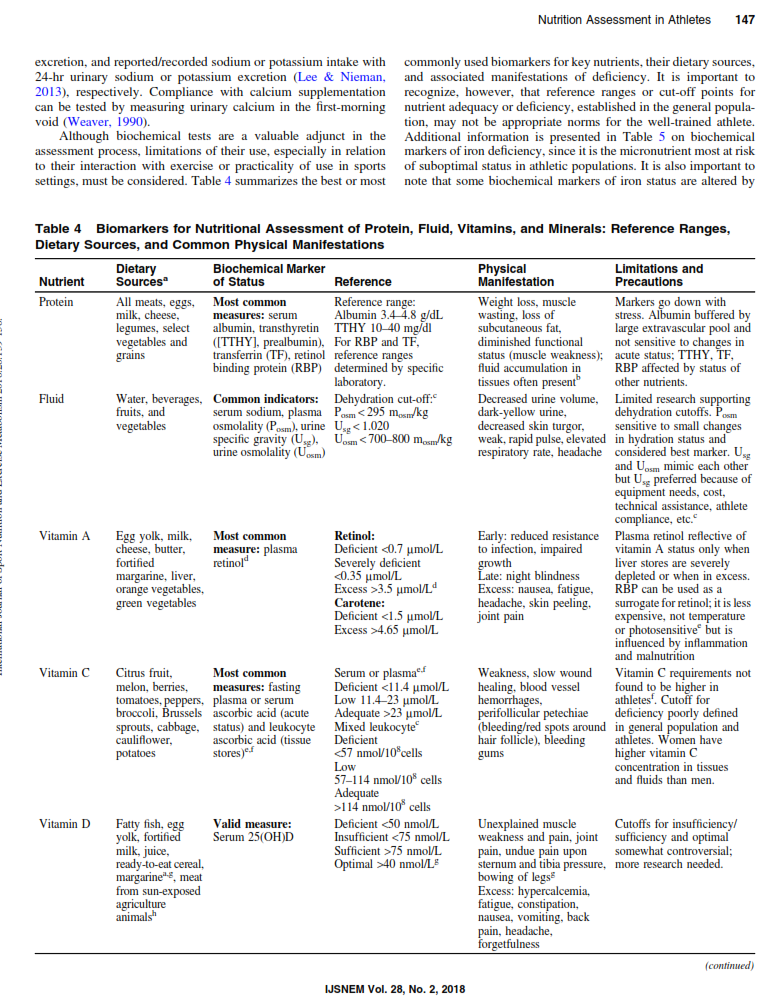 Nutrition Assessment in Athletes 147
excretion, and reported/recorded sodium or potassium intake with
24-hr urinary sodium or potassium excretion (Lee & Nieman,
2013), respectively. Compliance with calcium supplementation
can be tested by measuring urinary calcium in the first-morning
void (Weaver, 1990).
Although biochemical tests are a valuable adjunct in the
assessment process, limitations of their use, especially in relation
to their interaction with exercise or practicality of use in sports
settings, must be considered. Table 4 summarizes the best or most
commonly used biomarkers for key nutrients, their dietary sources,
and associated manifestations of deficiency. It is important to
recognize, however, that reference ranges or cut-off points for
nutrient adequacy or deficiency, established in the general popula-
tion, may not be appropriate norms for the well-trained athlete.
Additional information is presented in Table 5 on biochemical
markers of iron deficiency, since it is the micronutrient most at risk
of suboptimal status in athletic populations. It is also important to
note that some biochemical markers of iron status are altered by
Table 4 Biomarkers for Nutritional Assessment of Protein, Fluid, Vitamins, and Minerals: Reference Ranges,
Dietary Sources, and Common Physical Manifestations
Nutrient
Dietary
Sourcesᵃ
Biochemical Marker
of Status
Reference
Physical
Manifestation
Limitations and
Precautions
Protein
All meats, eggs,
milk, cheese,
legumes, select
vegetables and
grains
Most common
measures: serum
albumin, transthyretin
([TTHY], prealbumin),
transferrin (TF), retinol
binding protein (RBP)
Reference range:
Albumin 3.4–4.8 g/dL
TTHY 10–40 mg/dl
For RBP and TF,
reference ranges
determined by specific
laboratory.
Weight loss, muscle
wasting, loss of
subcutaneous fat,
diminished functional
status (muscle weakness);
fluid accumulation in
tissues often presentᵇ
Markers go down with
stress. Albumin buffered by
large extravascular pool and
not sensitive to changes in
acute status; TTHY, TF,
RBP affected by status of
other nutrients.
Fluid
Water, beverages,
fruits, and
vegetables
Common indicators:
serum sodium, plasma
osmolality (Posm), urine
specific gravity (Usg),
urine osmolality (Uosm)
Dehydration cut-off:ᶜ
Posm < 295 mosm/kg
Usg < 1.020
Uosm < 700–800 mosm/kg
Decreased urine volume,
dark-yellow urine,
decreased skin turgor,
weak, rapid pulse, elevated
respiratory rate, headache
Limited research supporting
dehydration cutoffs. Posm
sensitive to small changes
in hydration status and
considered best marker. Usg
and Uosm mimic each other
but Usg preferred because of
equipment needs, cost,
technical assistance, athlete
compliance, etc.ᶜ
Vitamin A
Egg yolk, milk,
cheese, butter,
fortified
margarine, liver,
orange vegetables,
green vegetables
Most common
measure: plasma
retinolᵈ
Retinol:
Deficient <0.7 μmol/L
Severely deficient
<0.35 μmol/L
Excess >3.5 μmol/Lᵈ
Carotene:
Deficient <1.5 μmol/L
Excess >4.65 μmol/L
Early: reduced resistance
to infection, impaired
growth
Late: night blindness
Excess: nausea, fatigue,
headache, skin peeling,
joint pain
Plasma retinol reflective of
vitamin A status only when
liver stores are severely
depleted or when in excess.
RBP can be used as a
surrogate for retinol; it is less
expensive, not temperature
or photosensitiveᵉ but is
influenced by inflammation
and malnutrition
Vitamin C
Citrus fruit,
melon, berries,
tomatoes, peppers,
broccoli, Brussels
sprouts, cabbage,
cauliflower,
potatoes
Most common
measures: fasting
plasma or serum
ascorbic acid (acute
status) and leukocyte
ascorbic acid (tissue
stores)ᵉ,ᶠ
Serum or plasmaᵉ,ᶠ
Deficient <11.4 μmol/L
Low 11.4–23 μmol/L
Adequate >23 μmol/L
Mixed leukocyteᶜ
Deficient
<57 nmol/10⁸cells
Low
57–114 nmol/10⁸ cells
Adequate
>114 nmol/10⁸ cells
Weakness, slow wound
healing, blood vessel
hemorrhages,
perifollicular petechiae
(bleeding/red spots around
hair follicle), bleeding
gums
Vitamin C requirements not
found to be higher in
athletesᶠ. Cutoff for
deficiency poorly defined
in general population and
athletes. Women have
higher vitamin C
concentration in tissues
and fluids than men.
Vitamin D
Fatty fish, egg
yolk, fortified
milk, juice,
ready-to-eat cereal,
margarineᵃ,ᵍ, meat
from sun-exposed
agriculture
animalsʰ
Valid measure:
Serum 25(OH)D
Deficient <50 nmol/L
Insufficient <75 nmol/L
Sufficient >75 nmol/L
Optimal >40 nmol/Lᵍ
Unexplained muscle
weakness and pain, joint
pain, undue pain upon
sternum and tibia pressure,
bowing of legsᵍ
Excess: hypercalcemia,
fatigue, constipation,
nausea, vomiting, back
pain, headache,
forgetfulness
Cutoffs for insufficiency/
sufficiency and optimal
somewhat controversial;
more research needed.
(continued)
IJSNEM Vol. 28, No. 2, 2018